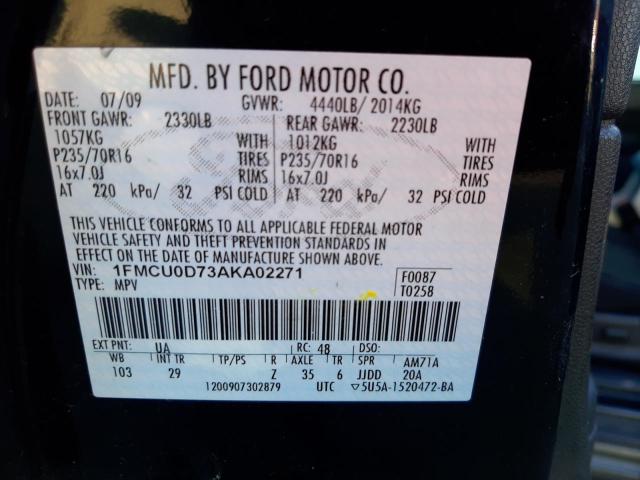 MFD. BY FORD MOTOR CO.
DATE: 07/09 GVWR: 4440LB/ 2014KG
FRONT GAWR: 2330LB REAR GAWR: 2230LB
1057KG WITH 1012KG WITH
P235/70R16 TIRES P235/70R16 TIRES
16x7.0J RIMS 16x7.0J RIMS
AT 220 kPa/ 32 PSI COLD AT 220 kPa/ 32 PSI COLD
THIS VEHICLE CONFORMS TO ALL APPLICABLE FEDERAL MOTOR
VEHICLE SAFETY AND THEFT PREVENTION STANDARDS IN
EFFECT ON THE DATE OF MANUFACTURE SHOWN ABOVE.
VIN: 1FMCU0D73AKA02271 F0087
TYPE: MPV T0258
EXT PNT: UA RC: 48 DSO:
WB INT TR TP/PS R AXLE TR SPR AM71A
103 29 Z 35 6 JJDD 20A
1200907302879 UTC ▽5U5A-1520472-BA